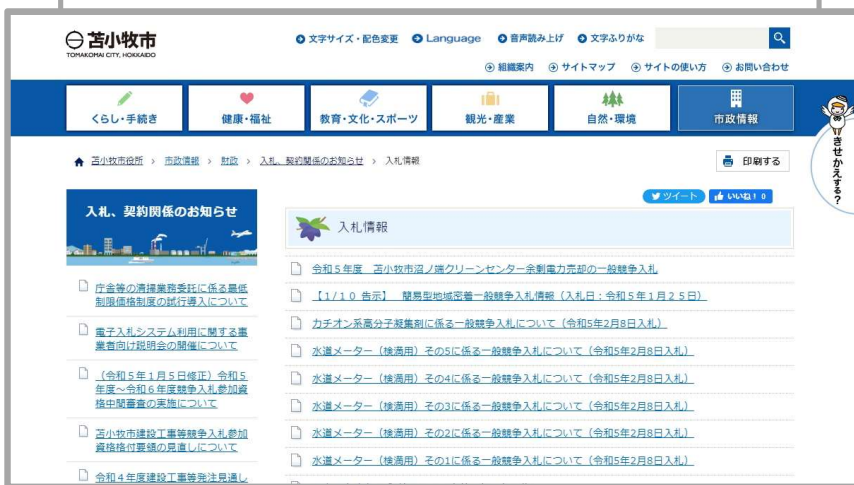 苫小牧市
TOMAKOMAI CITY, HOKKAIDO
文字サイズ・配色変更 Language 音声読み上げ 文字ふりがな
組織案内 サイトマップ サイトの使い方 お問い合わせ
くらし・手続き 健康・福祉 教育・文化・スポーツ 観光・産業 自然・環境 市政情報
きせかえする?
苫小牧市役所 › 市政情報 › 財政 › 入札、契約関係のお知らせ › 入札情報
印刷する
ツイート いいね! 0
入札、契約関係のお知らせ
庁舎等の清掃業務委託に係る最低
制限価格制度の試行導入について
電子入札システム利用に関する事
業者向け説明会の開催について
(令和5年1月5日修正)令和5
年度~令和6年度競争入札参加資
格中間審査の実施について
苫小牧市建設工事等競争入札参加
資格格付要領の見直しについて
令和4年度建設工事等発注見通し
入札情報
令和5年度 苫小牧市沼ノ端クリーンセンター余剰電力売却の一般競争入札
【1/10 告示】 簡易型地域密着一般競争入札情報(入札日:令和5年1月25日)
カチオン系高分子凝集剤に係る一般競争入札について(令和5年2月8日入札)
水道メーター(検満用)その5に係る一般競争入札について(令和5年2月8日入札)
水道メーター(検満用)その4に係る一般競争入札について(令和5年2月8日入札)
水道メーター(検満用)その3に係る一般競争入札について(令和5年2月8日入札)
水道メーター(検満用)その2に係る一般競争入札について(令和5年2月8日入札)
水道メーター(検満用)その1に係る一般競争入札について(令和5年2月8日入札)